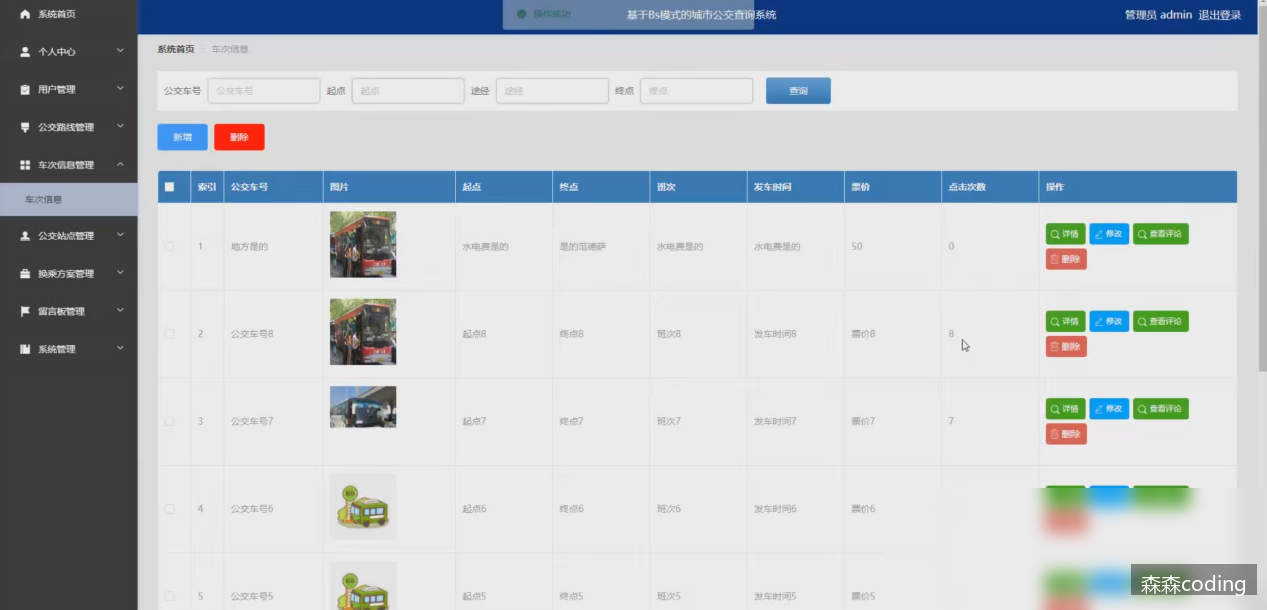 系统首页
个人中心
用户管理
公交路线管理
车次信息管理
车次信息
公交站点管理
换乘方案管理
留言板管理
系统管理
操作成功
基于Bs模式的城市公交查询系统
管理员 admin 退出登录
系统首页 车次信息
公交车号 公交车号 起点 起点 途径 途径 终点 终点 查询
新增 删除
索引 公交车号 图片 起点 终点 班次 发车时间 票价 点击次数 操作
1 地方是的 水电费是的 是的范德萨 水电费是的 水电费是的 50 0 详情 修改 查看评论
删除
2 公交车号8 起点8 终点8 班次8 发车时间8 票价8 8 详情 修改 查看评论
删除
3 公交车号7 起点7 终点7 班次7 发车时间7 票价7 7 详情 修改 查看评论
删除
4 公交车号6 起点6 终点6 班次6 发车时间6 票价6
5 公交车号5 起点5 终点5 班次5 发车时间5 票价5
森森coding